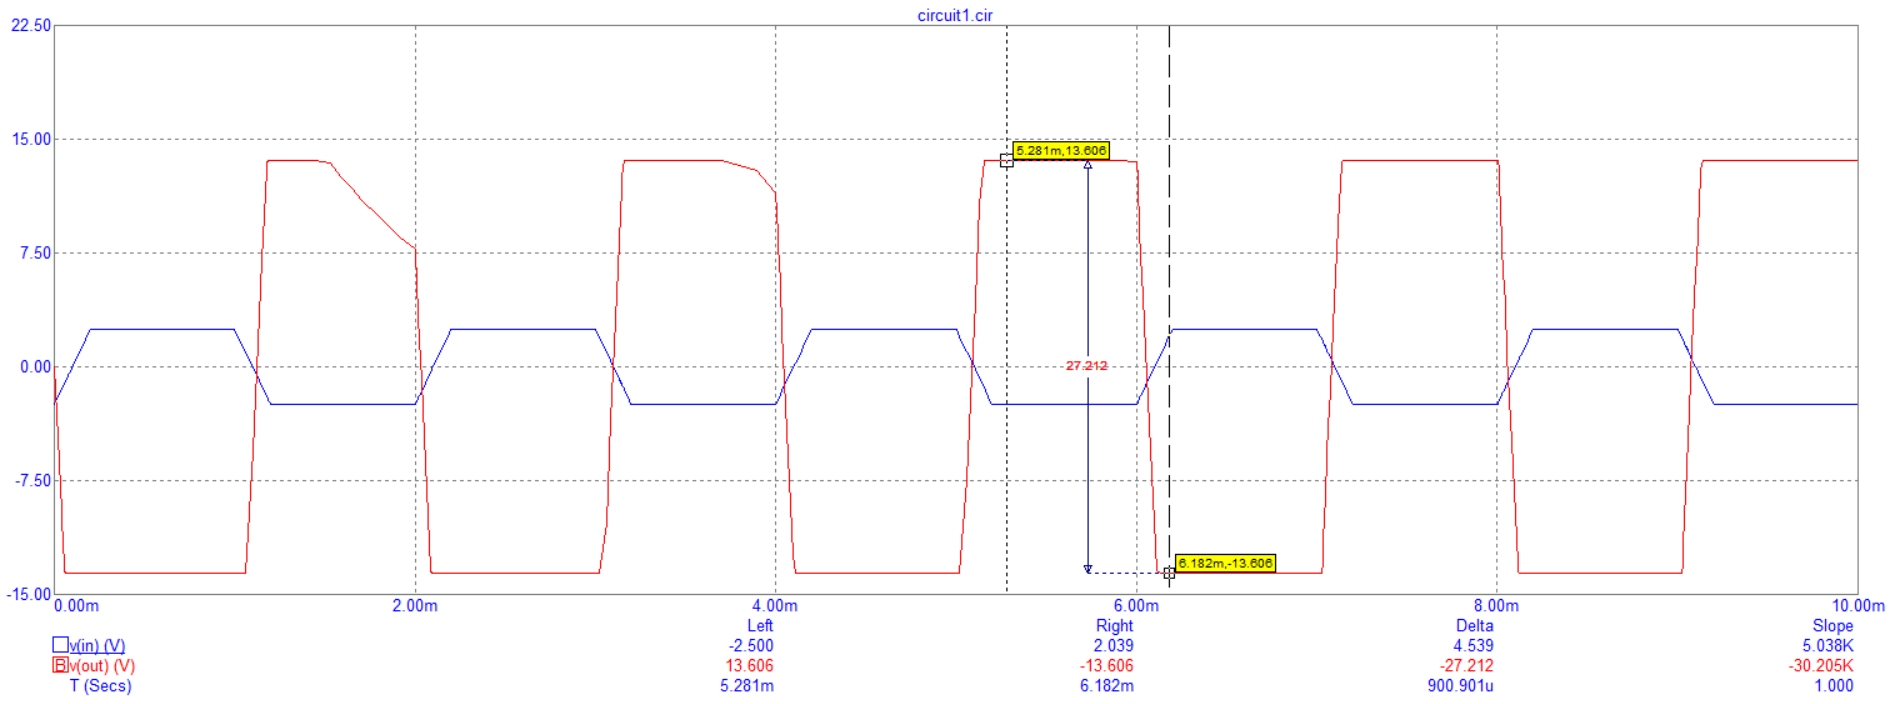 circuit1.cir
22.50
15.00
5.281m,13.606
7.50
0.00
27.212
-7.50
6.182m,-13.606
-15.00
0.00m 2.00m 4.00m 6.00m 8.00m 10.00m
Left Right Delta Slope
v(in) (V) -2.500 2.039 4.539 5.038K
B v(out) (V) 13.606 -13.606 -27.212 -30.205K
T (Secs) 5.281m 6.182m 900.901u 1.000